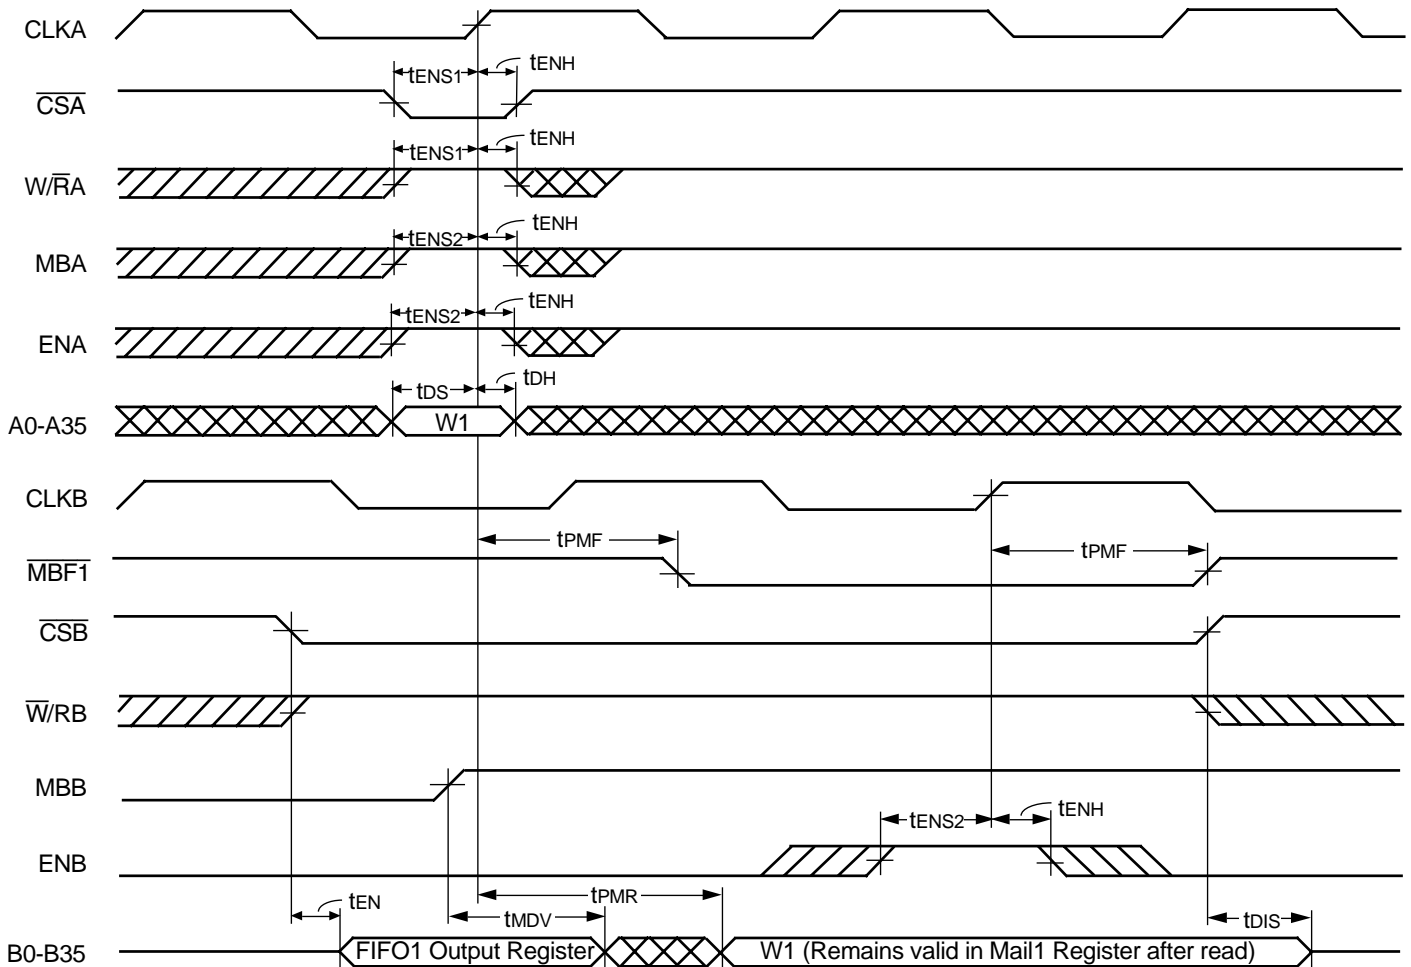 CLKA
tENS1 tENH
CSA
tENS1 tENH
W/RA
tENS2 tENH
MBA
tENS2 tENH
ENA
tDS tDH
A0-A35 W1
CLKB
tPMF tPMF
MBF1
CSB
W/RB
MBB
tENS2 tENH
ENB
tEN tMDV tPMR tDIS
B0-B35 FIFO1 Output Register W1 (Remains valid in Mail1 Register after read)